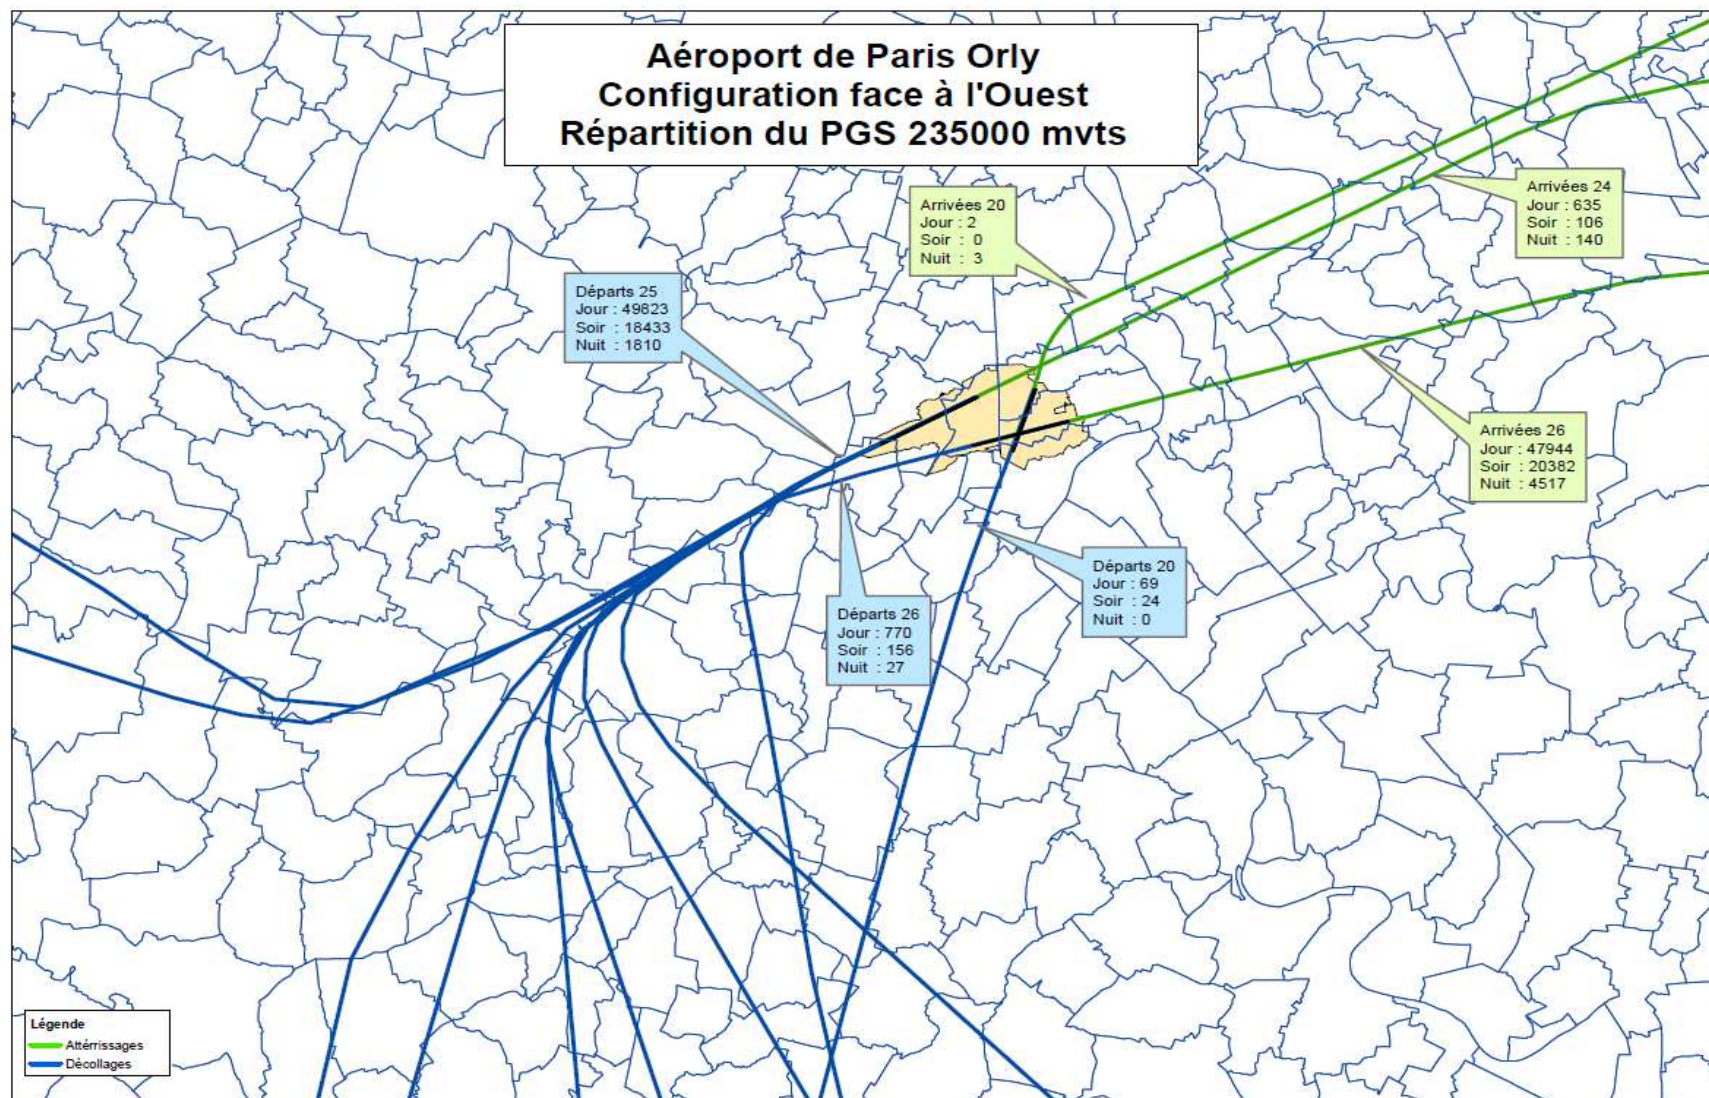 Aéroport de Paris Orly
Configuration face à l'Ouest
Répartition du PGS 235000 mvts
Arrivées 24
Jour : 635
Soir : 106
Nuit : 140
Arrivées 20
Jour : 2
Soir : 0
Nuit : 3
Départs 25
Jour : 49823
Soir : 18433
Nuit : 1810
Arrivées 26
Jour : 47944
Soir : 20382
Nuit : 4517
Départs 20
Jour : 69
Soir : 24
Nuit : 0
Départs 26
Jour : 770
Soir : 156
Nuit : 27
Légende
Attérrissages
Décollages